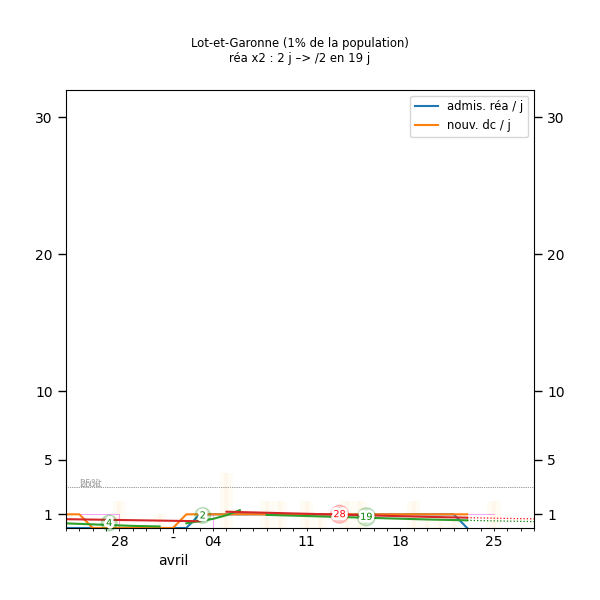 Lot-et-Garonne (1% de la population)
réa x2 : 2 j –> /2 en 19 j
admis. réa / j
nouv. dc / j
30 30
20 20
10 10
5 5
1 1
4 2 28 19
28 - 04 11 18 25
avril